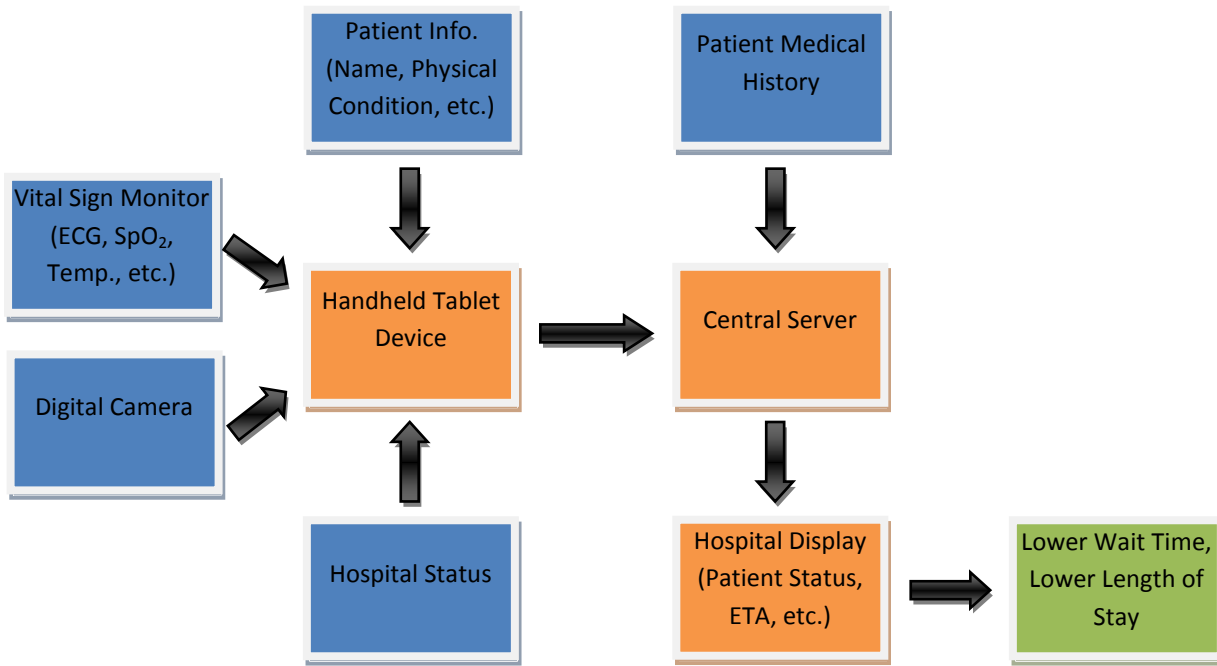 Patient Info.
(Name, Physical
Condition, etc.)
Patient Medical
History
Vital Sign Monitor
(ECG, SpO₂,
Temp., etc.)
Handheld Tablet
Device
Central Server
Digital Camera
Hospital Status
Hospital Display
(Patient Status,
ETA, etc.)
Lower Wait Time,
Lower Length of
Stay